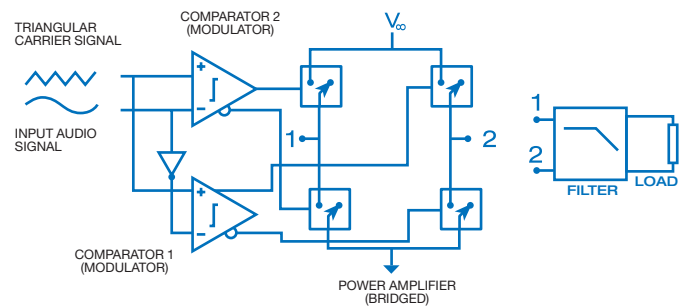 TRIANGULAR
CARRIER SIGNAL
COMPARATOR 2
(MODULATOR)
V∞
+
−
INPUT AUDIO
SIGNAL
1
2
+
−
COMPARATOR 1
(MODULATOR)
POWER AMPLIFIER
(BRIDGED)
1
2
FILTER
LOAD